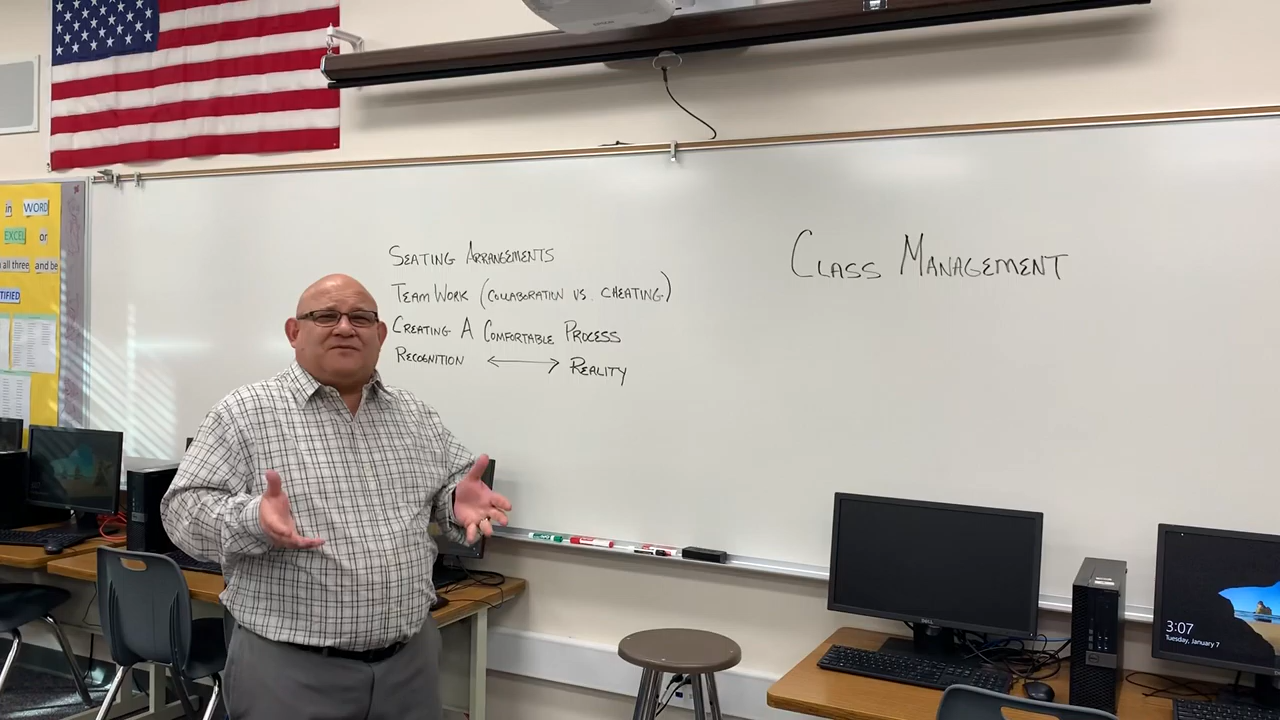 in WORD
EXCEL or
all three and be
TIFIED
SEATING ARRANGEMENTS
TEAM WORK (COLLABORATION VS. CHEATING)
CREATING A COMFORTABLE PROCESS
RECOGNITION ⟷ REALITY
CLASS MANAGEMENT
DELL
3:07
Tuesday, January 7